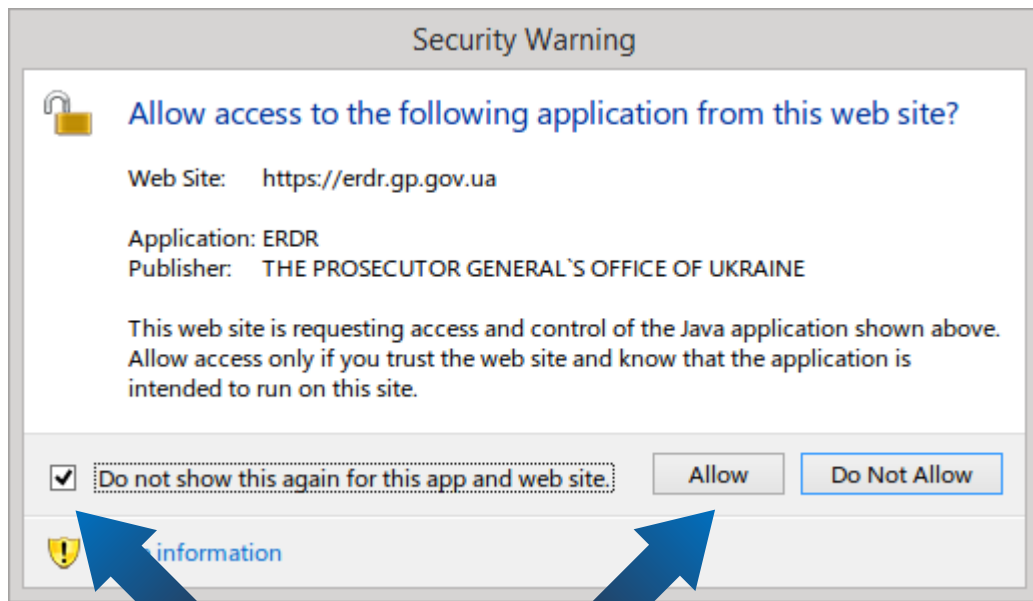 Security Warning
Allow access to the following application from this web site?
Web Site: https://erdr.gp.gov.ua
Application: ERDR
Publisher: THE PROSECUTOR GENERAL`S OFFICE OF UKRAINE
This web site is requesting access and control of the Java application shown above.
Allow access only if you trust the web site and know that the application is
intended to run on this site.
Do not show this again for this app and web site.
Allow
Do Not Allow
information